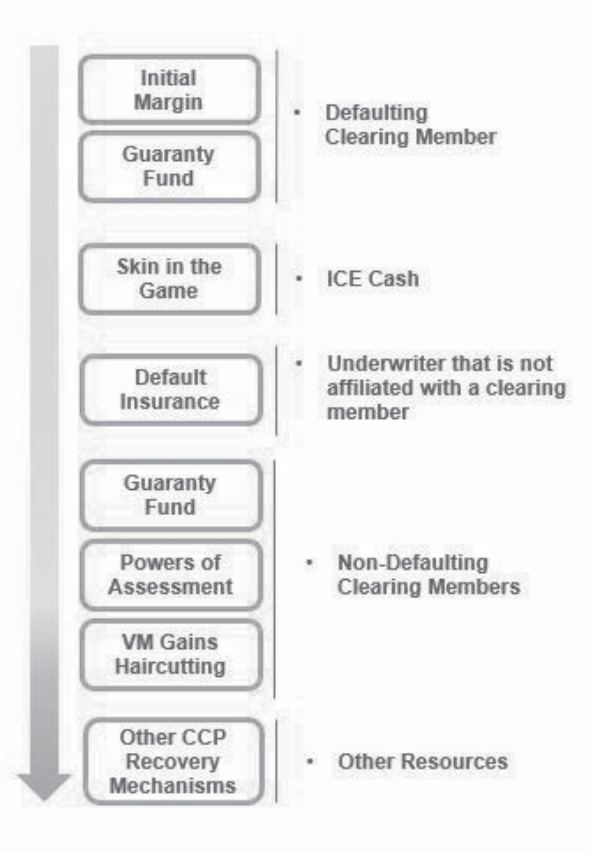 Initial
Margin
Guaranty
Fund
• Defaulting
Clearing Member
Skin in the
Game
• ICE Cash
Default
Insurance
• Underwriter that is not
affiliated with a clearing
member
Guaranty
Fund
Powers of
Assessment
VM Gains
Haircutting
• Non-Defaulting
Clearing Members
Other CCP
Recovery
Mechanisms
• Other Resources